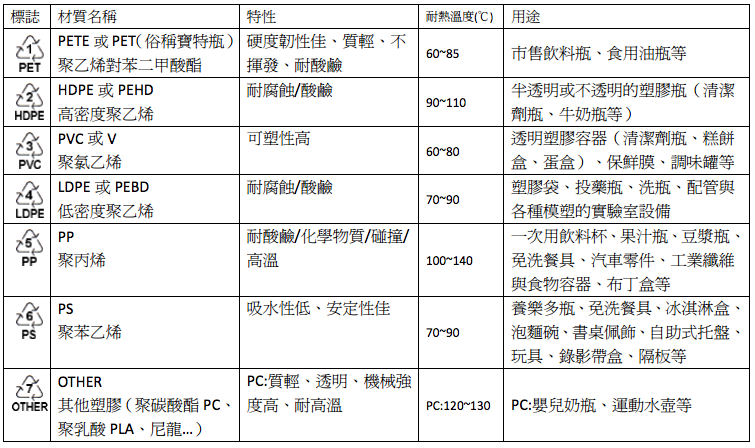 標誌 材質名稱 特性 耐熱溫度(℃) 用途
1
PET
PETE 或 PET（俗稱寶特瓶）
聚乙烯對苯二甲酸酯
硬度韌性佳、質輕、不
揮發、耐酸鹼
60~85
市售飲料瓶、食用油瓶等
2
HDPE
HDPE 或 PEHD
高密度聚乙烯
耐腐蝕/酸鹼
90~110
半透明或不透明的塑膠瓶（清潔
劑瓶、牛奶瓶等）
3
PVC
PVC 或 V
聚氯乙烯
可塑性高
60~80
透明塑膠容器（清潔劑瓶、糕餅
盒、蛋盒）、保鮮膜、調味罐等
4
LDPE
LDPE 或 PEBD
低密度聚乙烯
耐腐蝕/酸鹼
70~90
塑膠袋、投藥瓶、洗瓶、配管與
各種模塑的實驗室設備
5
PP
PP
聚丙烯
耐酸鹼/化學物質/碰撞/
高溫
100~140
一次用飲料杯、果汁瓶、豆漿瓶、
免洗餐具、汽車零件、工業纖維
與食物容器、布丁盒等
6
PS
PS
聚苯乙烯
吸水性低、安定性佳
70~90
養樂多瓶、免洗餐具、冰淇淋盒、
泡麵碗、書桌佩飾、自助式托盤、
玩具、錄影帶盒、隔板等
7
OTHER
OTHER
其他塑膠（聚碳酸酯 PC、
聚乳酸 PLA、尼龍…）
PC:質輕、透明、機械強
度高、耐高溫
PC:120~130
PC:嬰兒奶瓶、運動水壺等